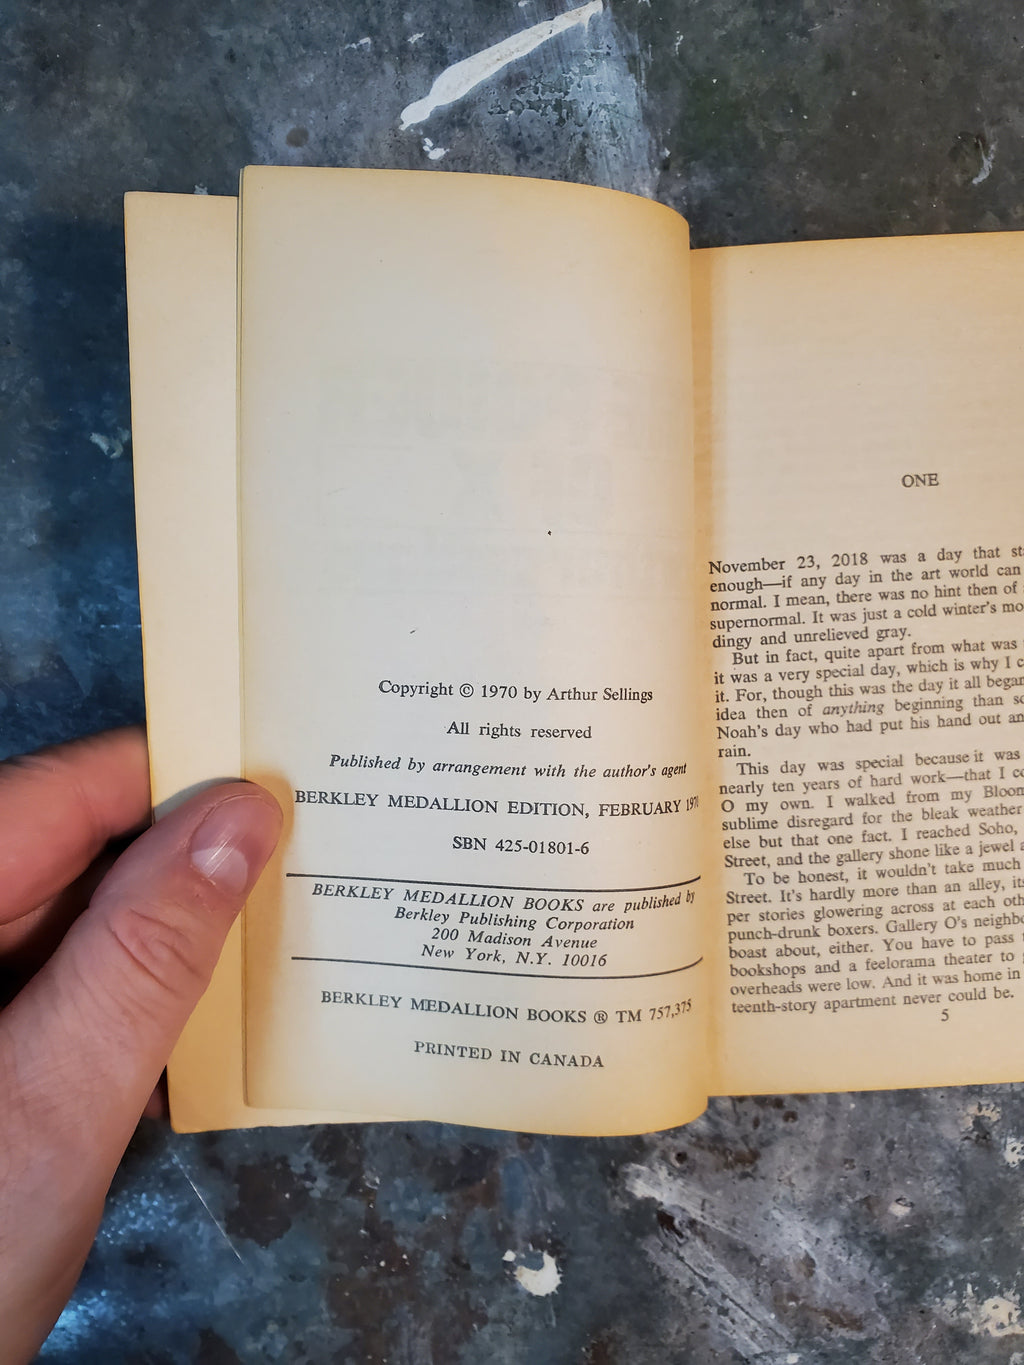 Copyright © 1970 by Arthur Sellings
All rights reserved
Published by arrangement with the author's agent
BERKLEY MEDALLION EDITION, FEBRUARY
SBN 425-01801-6
BERKLEY MEDALLION BOOKS are published by
Berkley Publishing Corporation
200 Madison Avenue
New York, N.Y. 10016
BERKLEY MEDALLION BOOKS ® TM 757,375
PRINTED IN CANADA
ONE
November 23, 2018 was a day that
enough—if any day in the art world can
normal. I mean, there was no hint then of
supernormal. It was just a cold winter's
dingy and unrelieved gray.
But in fact, quite apart from what was
it was a very special day, which is why I
it. For, though this was the day it all began
idea then of anything beginning than
Noah's day who had put his hand out
rain.
This day was special because it was
nearly ten years of hard work—that I
O my own. I walked from my
sublime disregard for the bleak weather
else but that one fact. I reached Soho,
Street, and the gallery shone like a jewel
To be honest, it wouldn't take much
Street. It's hardly more than an alley,
per stories glowering across at each
punch-drunk boxers. Gallery O's
boast about, either. You have to pass
bookshops and a feelorama theater to
overheads were low. And it was home in
teenth-story apartment never could be.
5